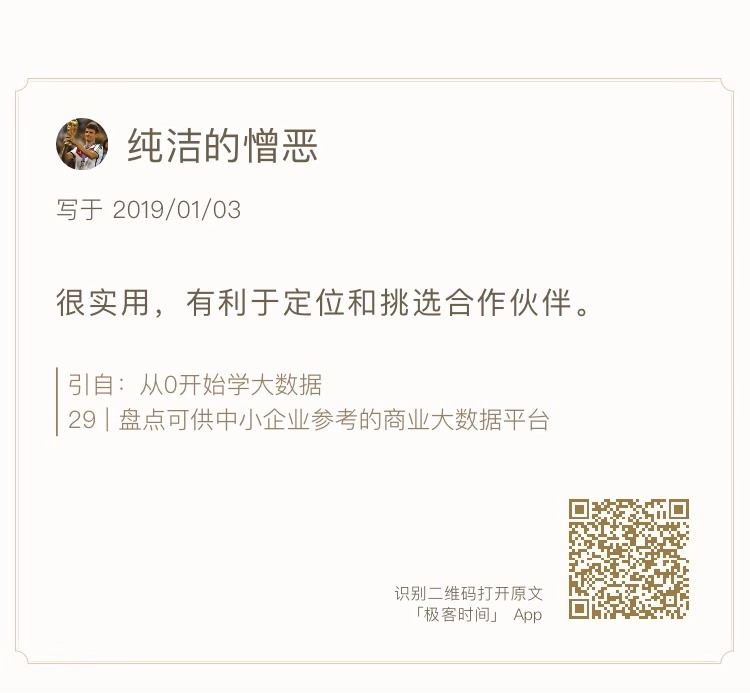 纯洁的憎恶
写于 2019/01/03
很实用，有利于定位和挑选合作伙伴。
引自：从0开始学大数据
29 | 盘点可供中小企业参考的商业大数据平台
识别二维码打开原文
「极客时间」 App